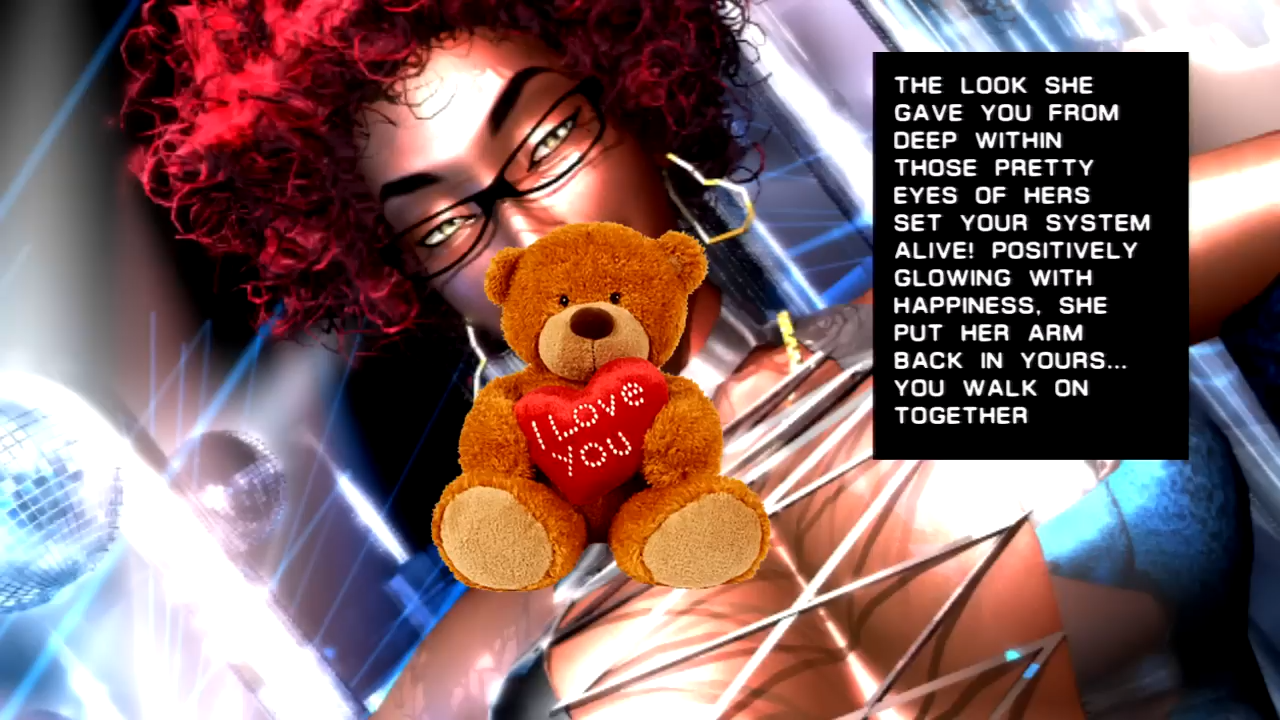 THE LOOK SHE
GAVE YOU FROM
DEEP WITHIN
THOSE PRETTY
EYES OF HERS
SET YOUR SYSTEM
ALIVE! POSITIVELY
GLOWING WITH
HAPPINESS, SHE
PUT HER ARM
BACK IN YOURS...
YOU WALK ON
TOGETHER
I Love
You